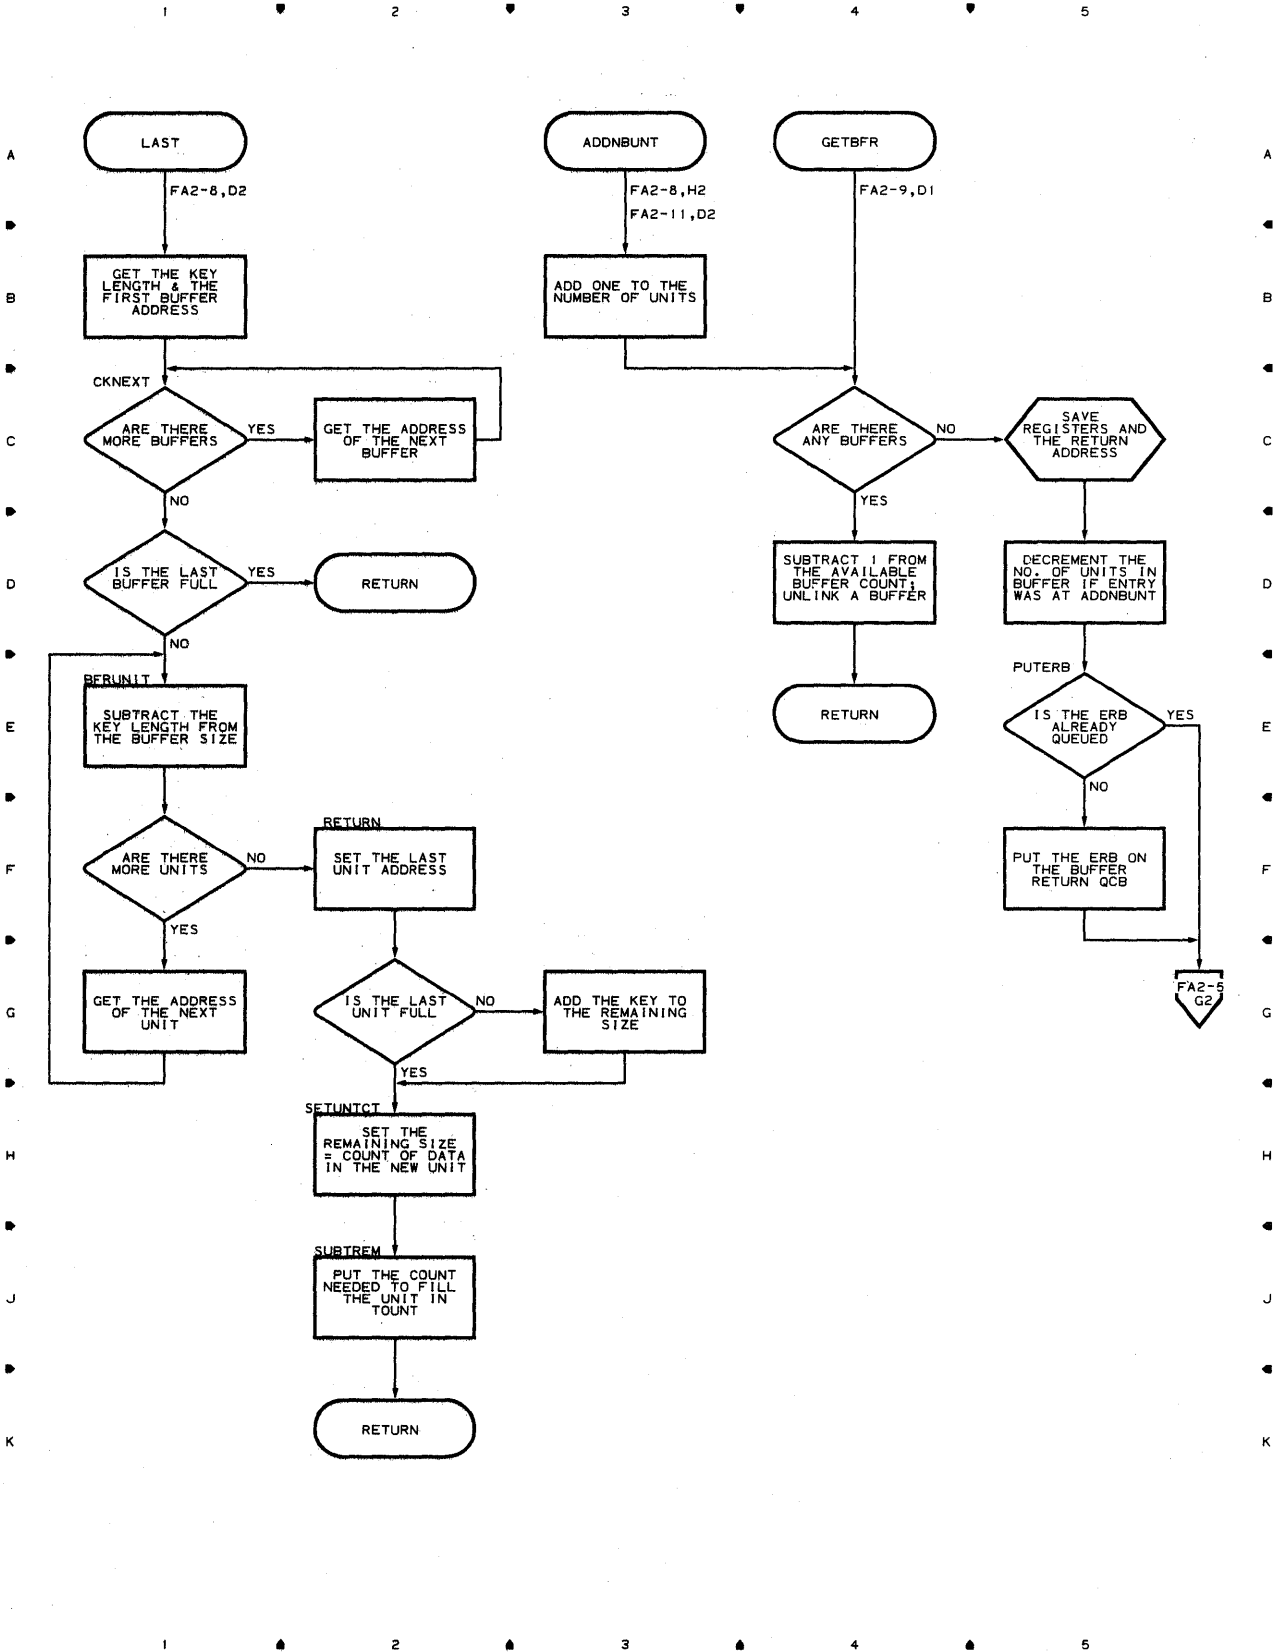 1 2 3 4 5
LAST
ADDNBUNT
GETBFR
A A
FA2-8,D2
FA2-8,H2
FA2-11,D2
FA2-9,D1
GET THE KEY
LENGTH & THE
FIRST BUFFER
ADDRESS
ADD ONE TO THE
NUMBER OF UNITS
B B
CKNEXT
ARE THERE
MORE BUFFERS
YES
GET THE ADDRESS
OF THE NEXT
BUFFER
ARE THERE
ANY BUFFERS
NO
SAVE
REGISTERS AND
THE RETURN
ADDRESS
C C
NO
YES
IS THE LAST
BUFFER FULL
YES
RETURN
SUBTRACT 1 FROM
THE AVAILABLE
BUFFER COUNT;
UNLINK A BUFFER
DECREMENT THE
NO. OF UNITS IN
BUFFER IF ENTRY
WAS AT ADDNBUNT
D D
NO
BFRUNIT
SUBTRACT THE
KEY LENGTH FROM
THE BUFFER SIZE
RETURN
PUTERB
IS THE ERB
ALREADY
QUEUED
YES
E E
NO
ARE THERE
MORE UNITS
NO
RETURN
SET THE LAST
UNIT ADDRESS
PUT THE ERB ON
THE BUFFER
RETURN QCB
F F
YES
GET THE ADDRESS
OF THE NEXT
UNIT
IS THE LAST
UNIT FULL
NO
ADD THE KEY TO
THE REMAINING
SIZE
FA2-5
G2
G G
YES
SETUNTCT
SET THE
REMAINING SIZE
= COUNT OF DATA
IN THE NEW UNIT
H H
SUBTREM
PUT THE COUNT
NEEDED TO FILL
THE UNIT IN
TOUNT
J J
RETURN
K K
1 2 3 4 5